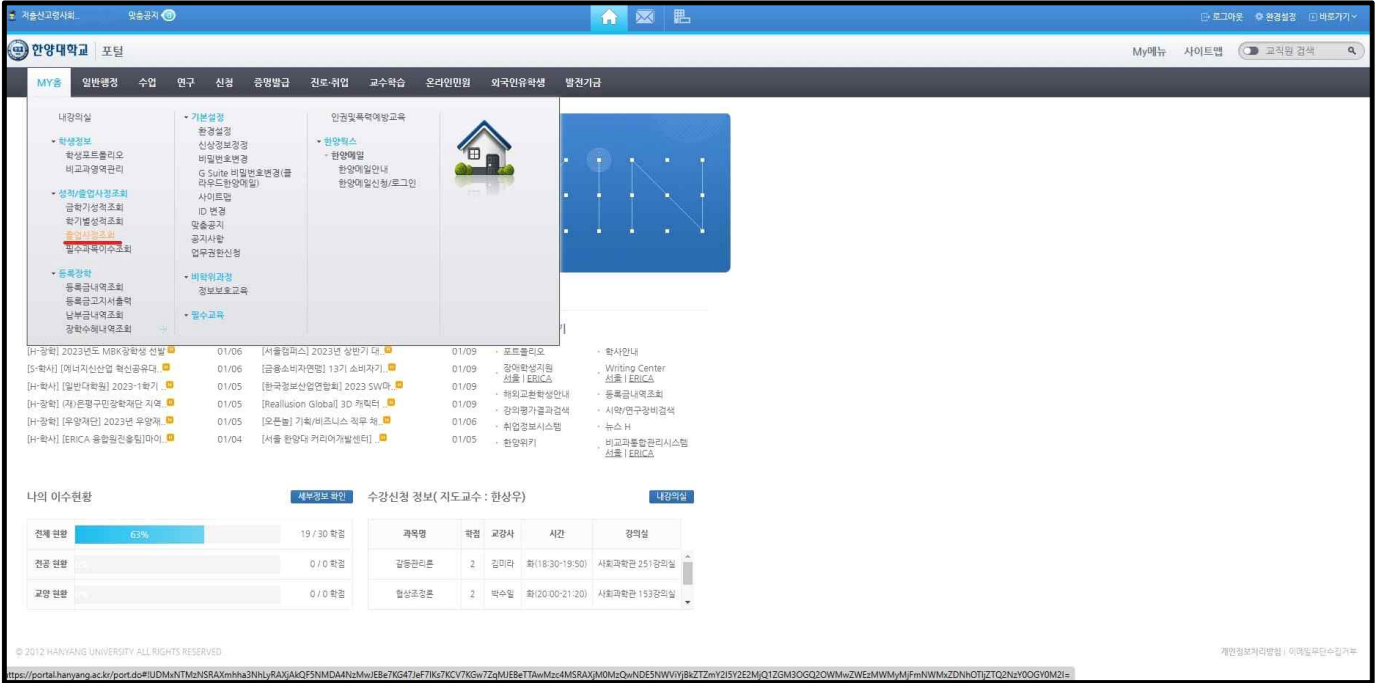 저출산고령사회.. 맞춤공지
로그아웃 환경설정 바로가기
한양대학교 포털
My메뉴 사이트맵 교직원 검색
MY홈 일반행정 수업 연구 신청 증명발급 진로·취업 교수학습 온라인민원 외국인유학생 발전기금
내강의실
학생정보
학생포트폴리오
비교과영역관리
성적/졸업사정조회
금학기성적조회
학기별성적조회
졸업사정조회
필수과목이수조회
등록장학
등록금내역조회
등록금고지서출력
납부금내역조회
장학수혜내역조회
기본설정
환경설정
신상정보정정
비밀번호변경
G Suite 비밀번호변경(클
라우드한양메일)
사이트맵
ID 변경
맞춤공지
공지사항
업무권한신청
비학위과정
정보보호교육
필수교육
인권및폭력예방교육
한양웍스
- 한양메일
한양메일안내
한양메일신청/로그인
[H-장학] 2023년도 MBK장학생 선발 01/06
[S-학사] [에너지신산업 혁신공유대.. 01/06
[H-학사] [일반대학원] 2023-1학기 .. 01/05
[H-장학] (재)은평구민장학재단 지역.. 01/05
[H-장학] [우양재단] 2023년 우양재.. 01/05
[H-학사] [ERICA 융합원진흥팀]마이.. 01/04
[서울캠퍼스] 2023년 상반기 대.. 01/09
[금융소비자연맹] 13기 소비자기.. 01/09
[한국정보산업연합회] 2023 SW마.. 01/09
[Reallusion Global] 3D 캐릭터 .. 01/09
[오픈놀] 기획/비즈니스 직무 채.. 01/06
[서울 한양대 커리어개발센터] .. 01/05
포트폴리오
장애학생지원
서울 | ERICA
해외교환학생안내
강의평가결과검색
취업정보시스템
한양위키
학사안내
Writing Center
서울 | ERICA
등록금내역조회
시약/연구장비검색
뉴스 H
비교과통합관리시스템
서울 | ERICA
나의 이수현황 세부정보 확인
전체 현황 63% 19 / 30 학점
전공 현황 0 / 0 학점
교양 현황 0 / 0 학점
수강신청 정보( 지도교수 : 한상우) 내강의실
과목명 학점 교강사 시간 강의실
갈등관리론 2 김미라 화(18:30-19:50) 사회과학관 251강의실
협상조정론 2 박수일 화(20:00-21:20) 사회과학관 153강의실
© 2012 HANYANG UNIVERSITY ALL RIGHTS RESERVED
개인정보처리방침 | 이메일무단수집거부